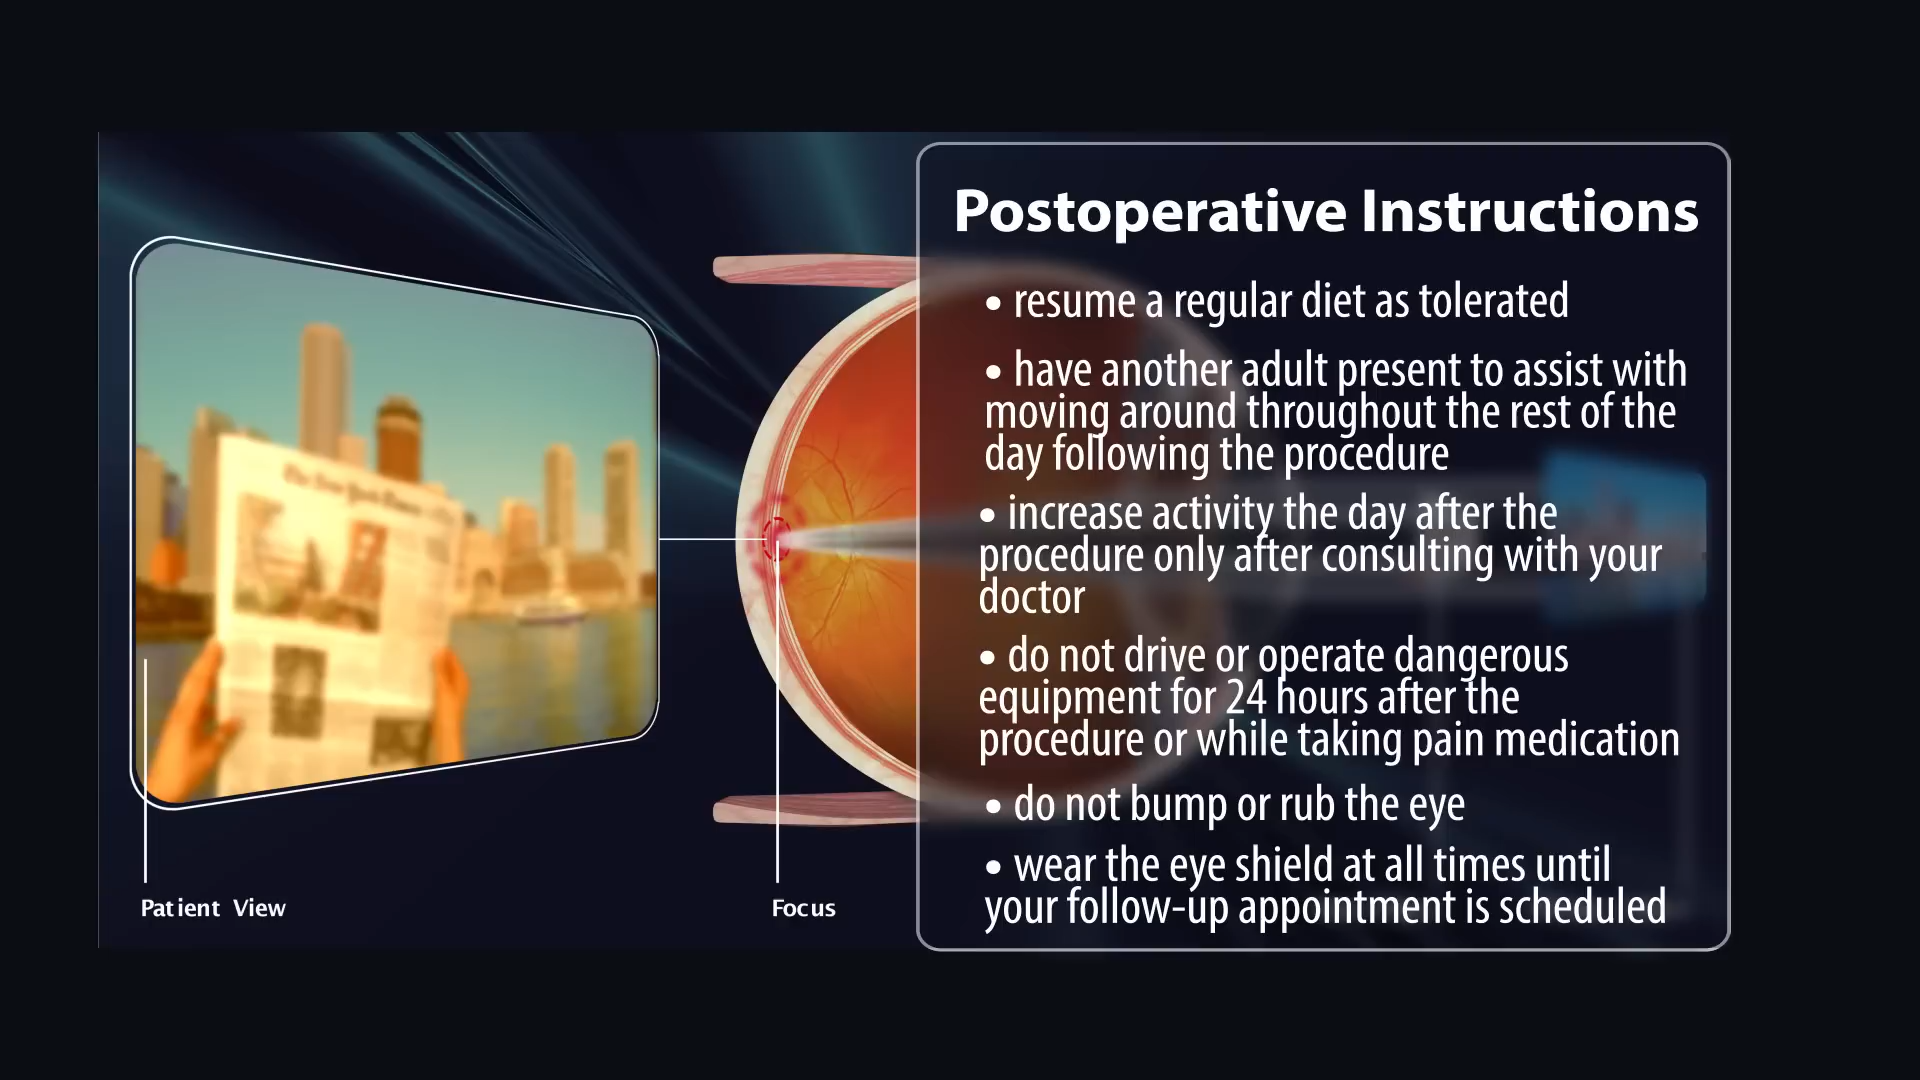 Postoperative Instructions
• resume a regular diet as tolerated
• have another adult present to assist with
moving around throughout the rest of the
day following the procedure
• increase activity the day after the
procedure only after consulting with your
doctor
• do not drive or operate dangerous
equipment for 24 hours after the
procedure or while taking pain medication
• do not bump or rub the eye
• wear the eye shield at all times until
your follow-up appointment is scheduled
The New York Times
Patient View
Focus